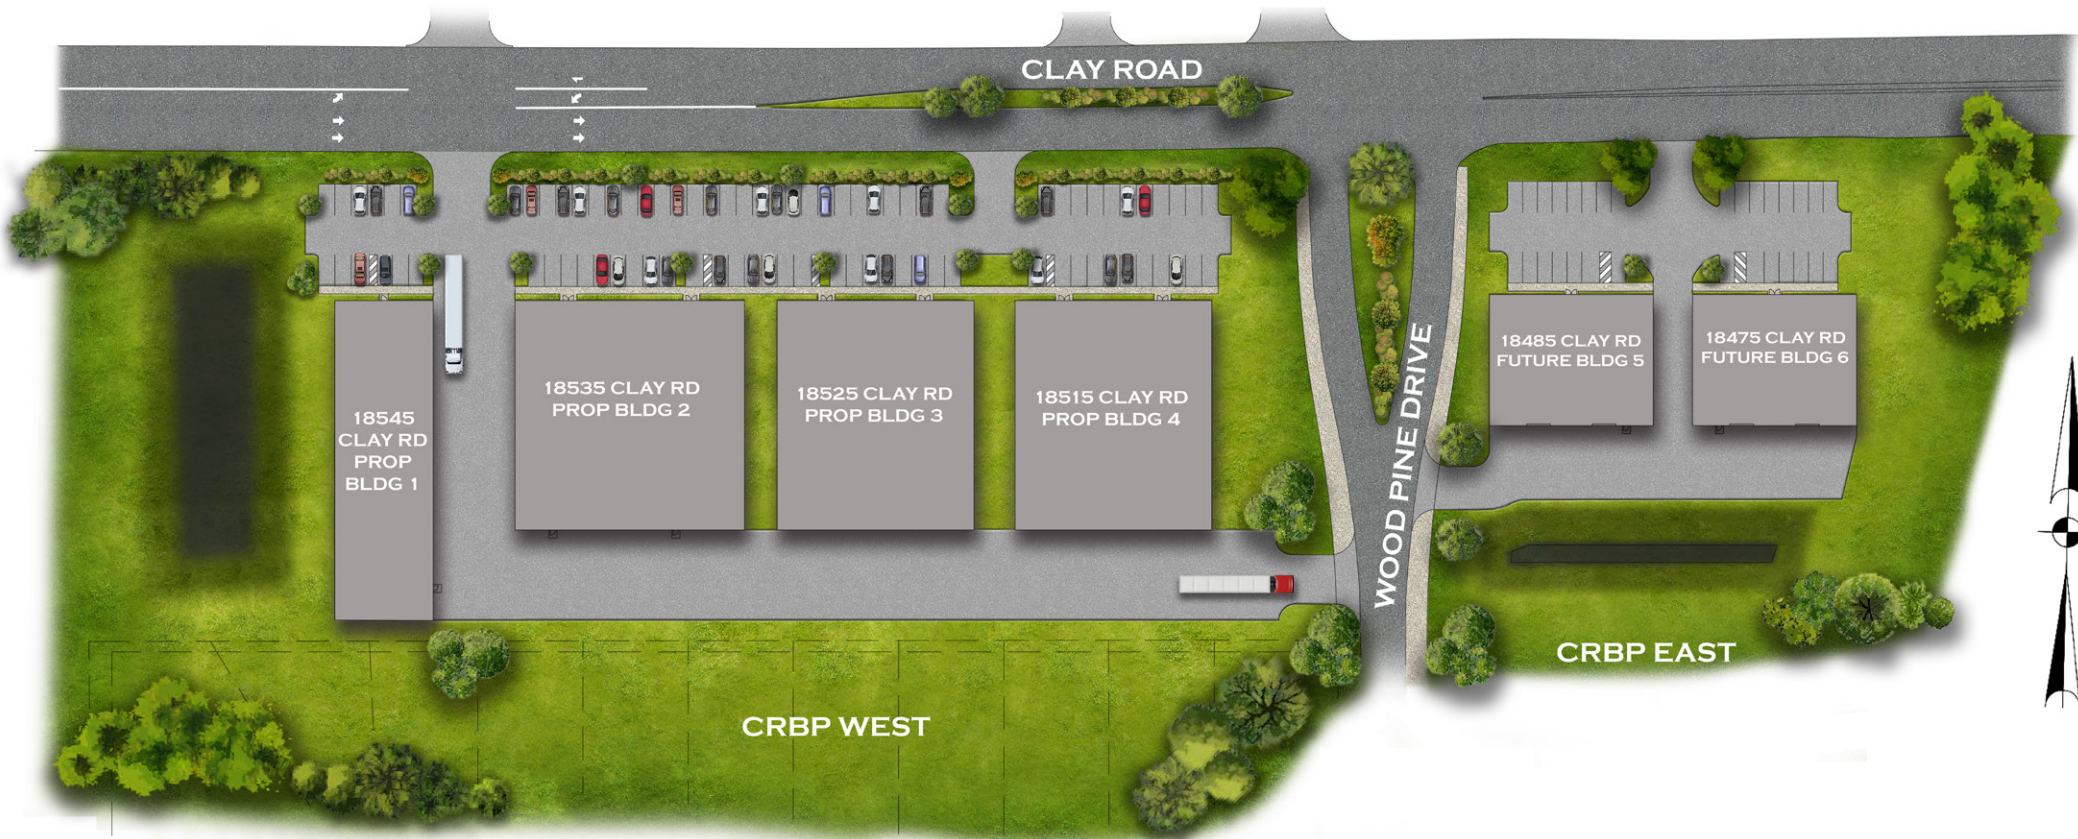 CLAY ROAD
18545
CLAY RD
PROP
BLDG 1
18535 CLAY RD
PROP BLDG 2
18525 CLAY RD
PROP BLDG 3
18515 CLAY RD
PROP BLDG 4
WOOD PINE DRIVE
18485 CLAY RD
FUTURE BLDG 5
18475 CLAY RD
FUTURE BLDG 6
CRBP EAST
CRBP WEST